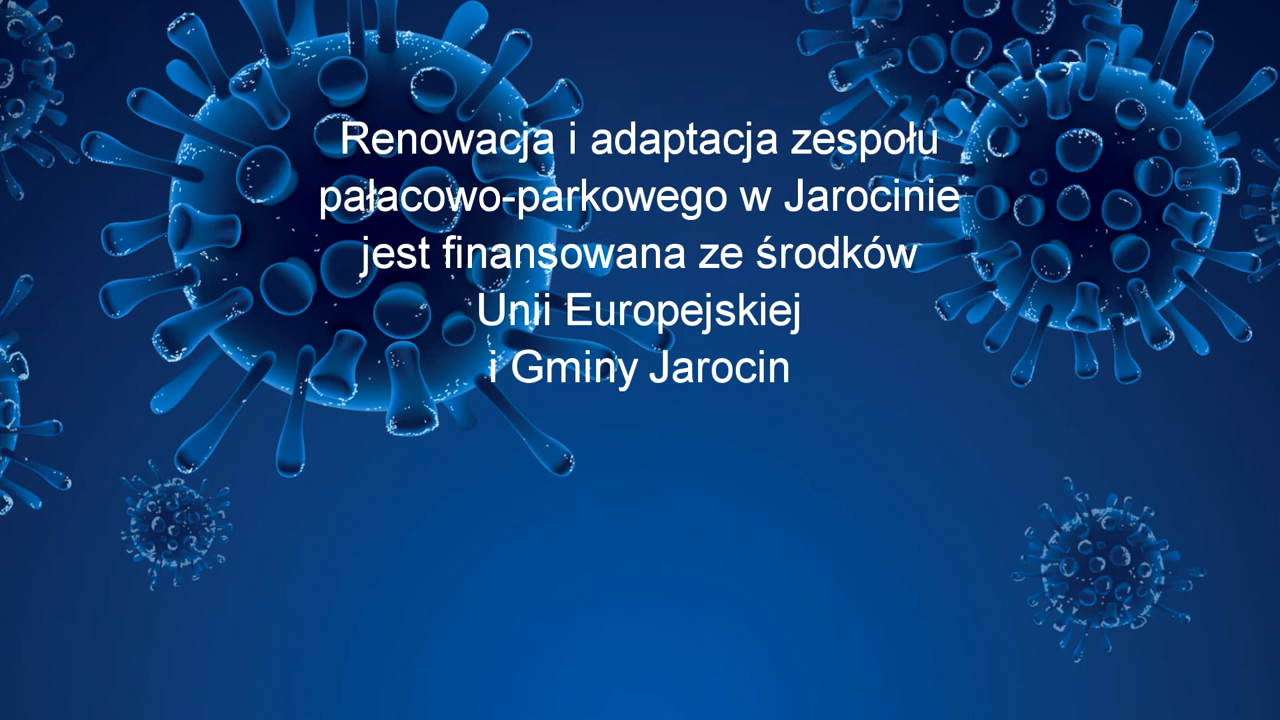 Renowacja i adaptacja zespołu
pałacowo-parkowego w Jarocinie
jest finansowana ze środków
Unii Europejskiej
i Gminy Jarocin